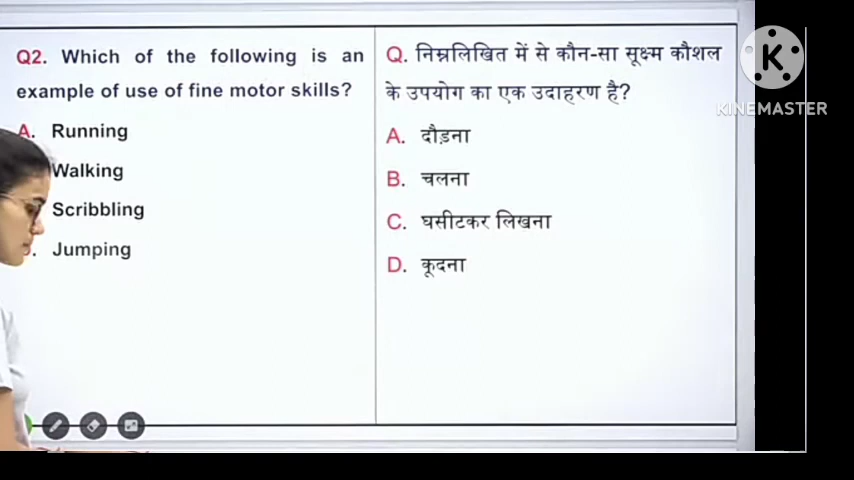 Q2. Which of the following is an
example of use of fine motor skills?
A. Running
Walking
Scribbling
Jumping
Q. निम्नलिखित में से कौन-सा सूक्ष्म कौशल
के उपयोग का एक उदाहरण है?
A. दौड़ना
B. चलना
C. घसीटकर लिखना
D. कूदना
K
KINEMASTER